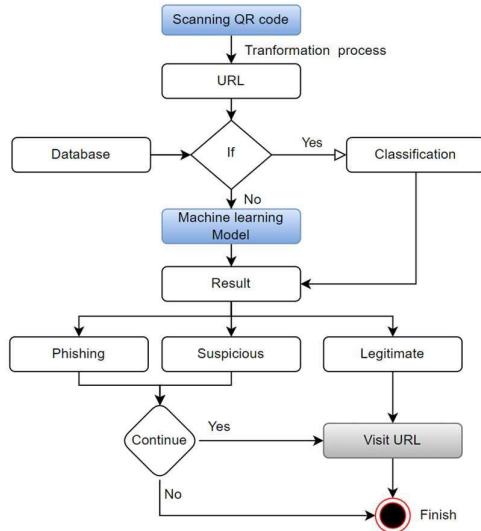 Scanning QR code
Tranformation process
URL
Database
If
Yes
Classification
No
Machine learning
Model
Result
Phishing
Suspicious
Legitimate
Continue
Yes
Visit URL
No
Finish